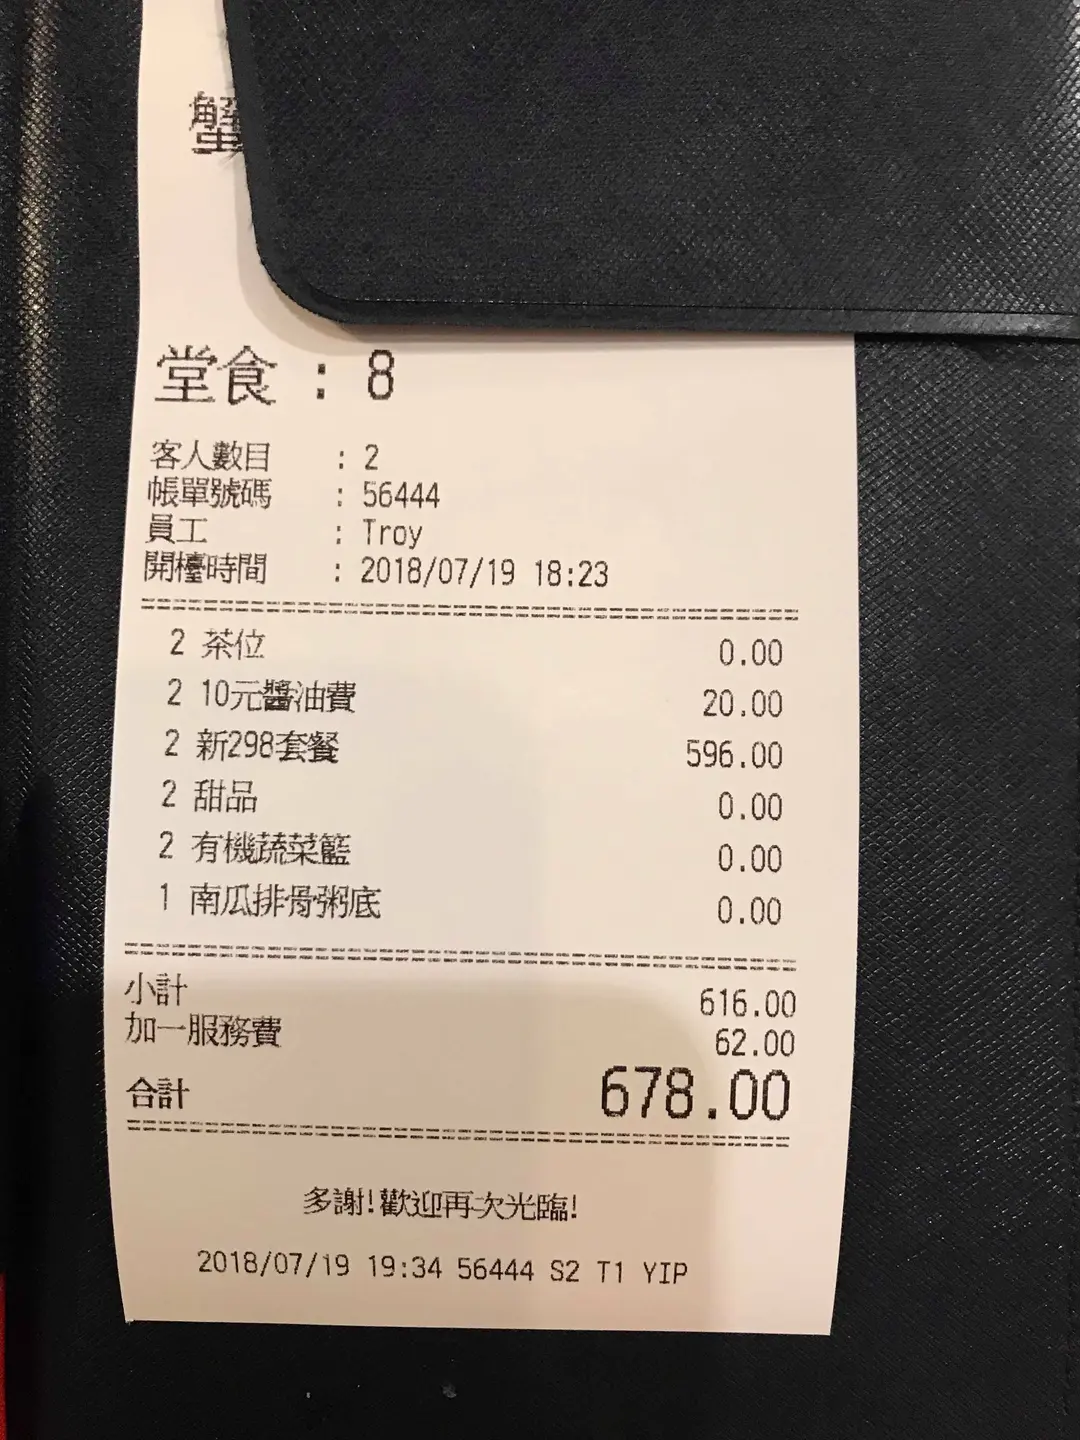 蟹
堂食 : 8
客人數目 : 2
帳單號碼 : 56444
員工 : Troy
開檯時間 : 2018/07/19 18:23
2 茶位 0.00
2 10元醬油費 20.00
2 新298套餐 596.00
2 甜品 0.00
2 有機蔬菜籃 0.00
1 南瓜排骨粥底 0.00
小計 616.00
加一服務費 62.00
合計 678.00
多謝!歡迎再次光臨!
2018/07/19 19:34 56444 S2 T1 YIP